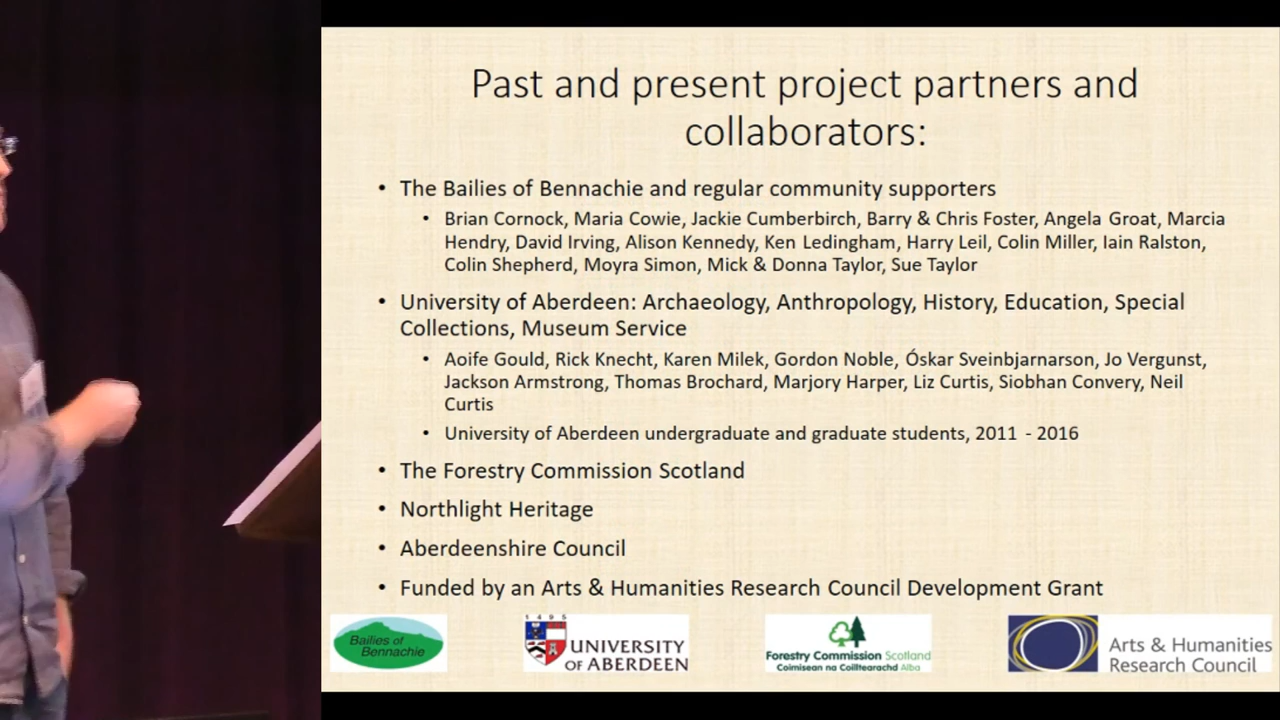 Past and present project partners and
collaborators:
• The Bailies of Bennachie and regular community supporters
• Brian Cornock, Maria Cowie, Jackie Cumberbirch, Barry & Chris Foster, Angela Groat, Marcia
Hendry, David Irving, Alison Kennedy, Ken Ledingham, Harry Leil, Colin Miller, Iain Ralston,
Colin Shepherd, Moyra Simon, Mick & Donna Taylor, Sue Taylor
• University of Aberdeen: Archaeology, Anthropology, History, Education, Special
Collections, Museum Service
• Aoife Gould, Rick Knecht, Karen Milek, Gordon Noble, Óskar Sveinbjarnarson, Jo Vergunst,
Jackson Armstrong, Thomas Brochard, Marjory Harper, Liz Curtis, Siobhan Convery, Neil
Curtis
• University of Aberdeen undergraduate and graduate students, 2011 - 2016
• The Forestry Commission Scotland
• Northlight Heritage
• Aberdeenshire Council
• Funded by an Arts & Humanities Research Council Development Grant
Bailies of
Bennachie
1495
UNIVERSITY
OF ABERDEEN
Forestry Commission Scotland
Coimisean na Coilltearachd Alba
Arts & Humanities
Research Council